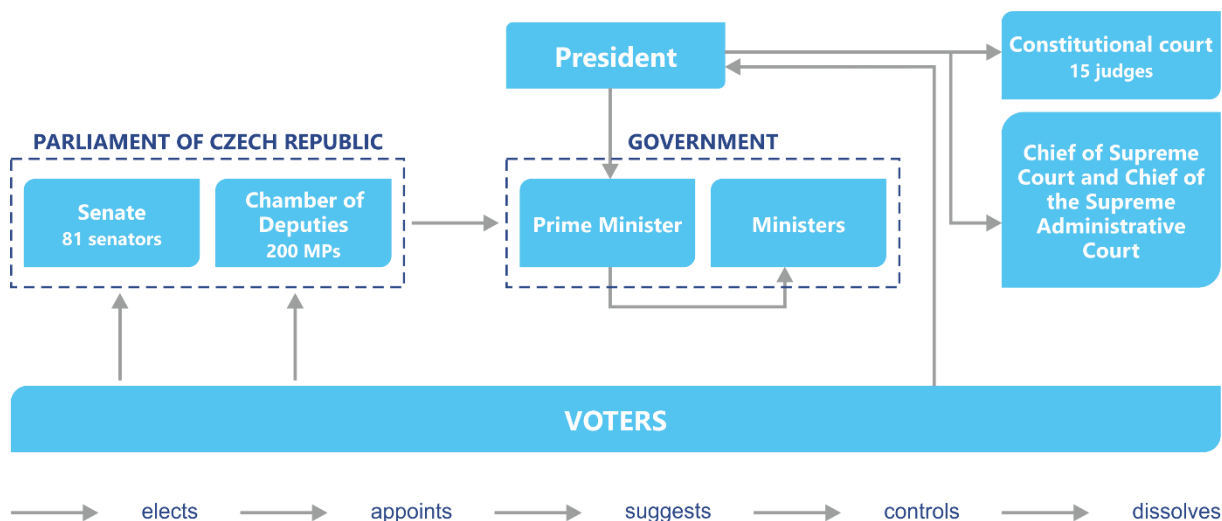 President
Constitutional court
15 judges
PARLIAMENT OF CZECH REPUBLIC
GOVERNMENT
Senate
81 senators
Chamber of
Deputies
200 MPs
Prime Minister
Ministers
Chief of Supreme
Court and Chief of
the Supreme
Administrative
Court
VOTERS
elects
appoints
suggests
controls
dissolves